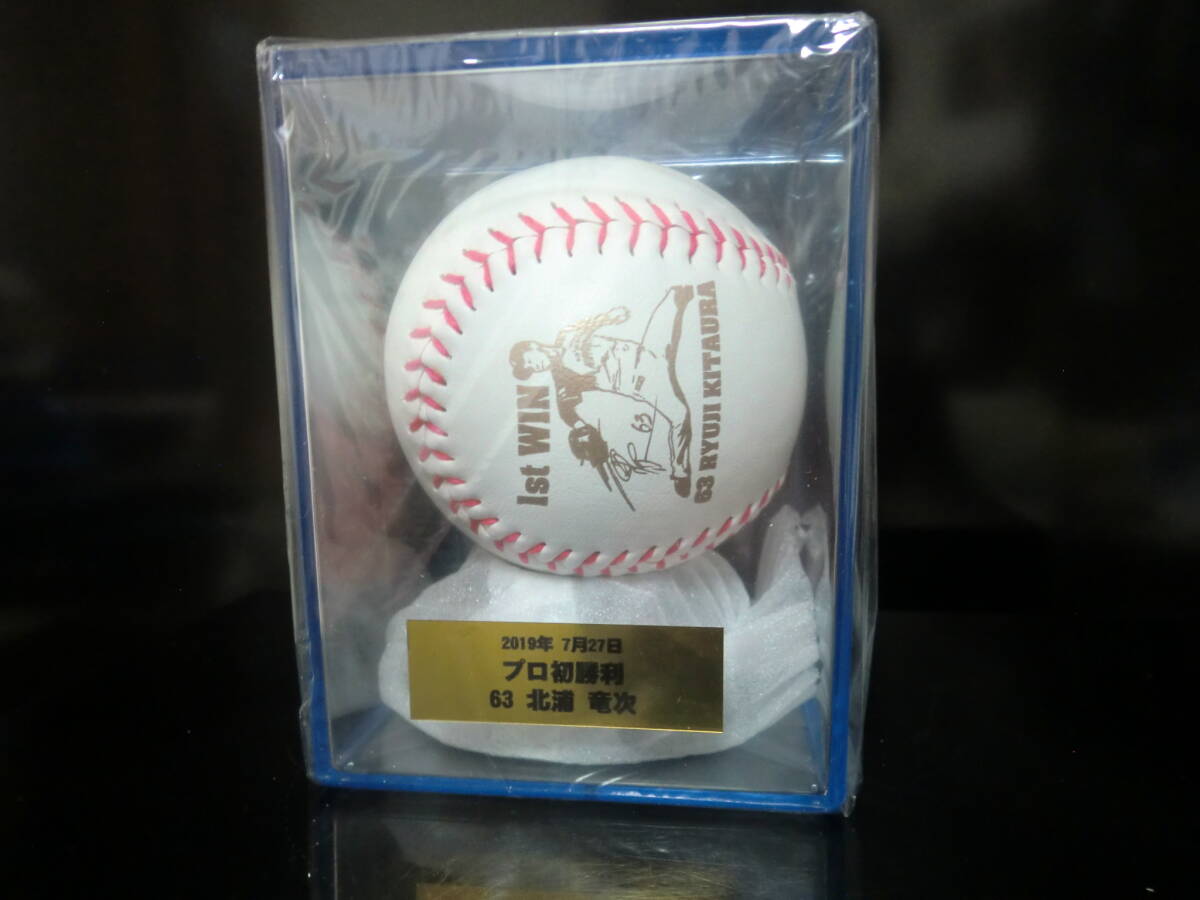 1st WIN
63
63 RYUJI KITAURA
2019年 7月27日
プロ初勝利
63 北浦 竜次